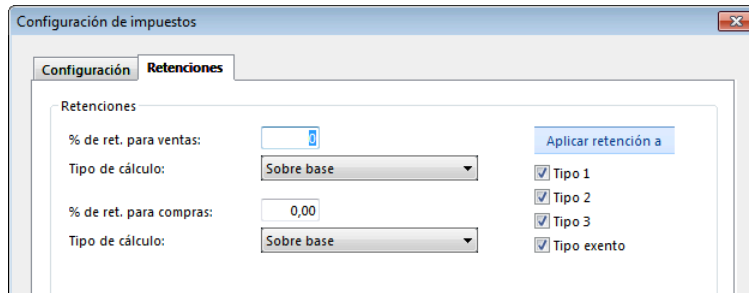 Configuración de impuestos
Configuración Retenciones
Retenciones
% de ret. para ventas: 0 Aplicar retención a
Tipo de cálculo: Sobre base Tipo 1
Tipo 2
% de ret. para compras: 0,00 Tipo 3
Tipo de cálculo: Sobre base Tipo exento